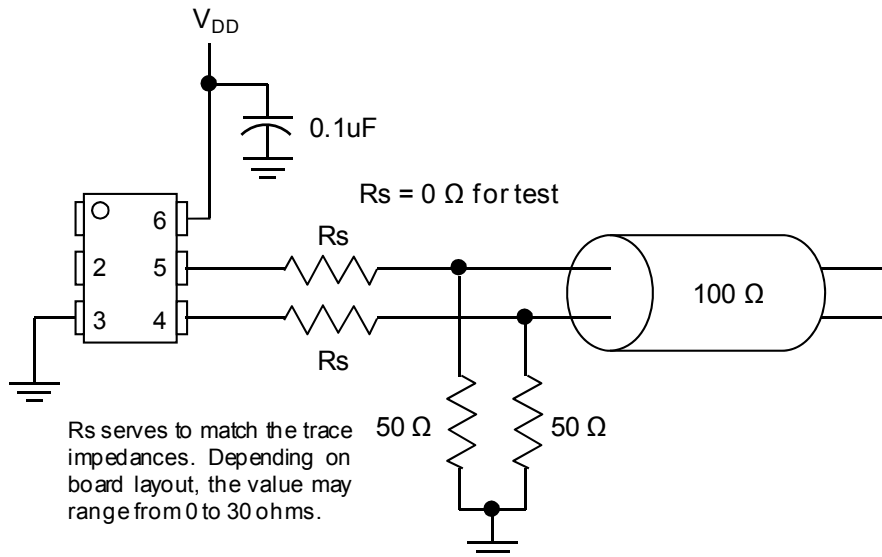 V_DD
0.1uF
Rs = 0 Ω for test
6
Rs
2 5
100 Ω
3 4
Rs
50 Ω 50 Ω
Rs serves to match the trace
impedances. Depending on
board layout, the value may
range from 0 to 30 ohms.